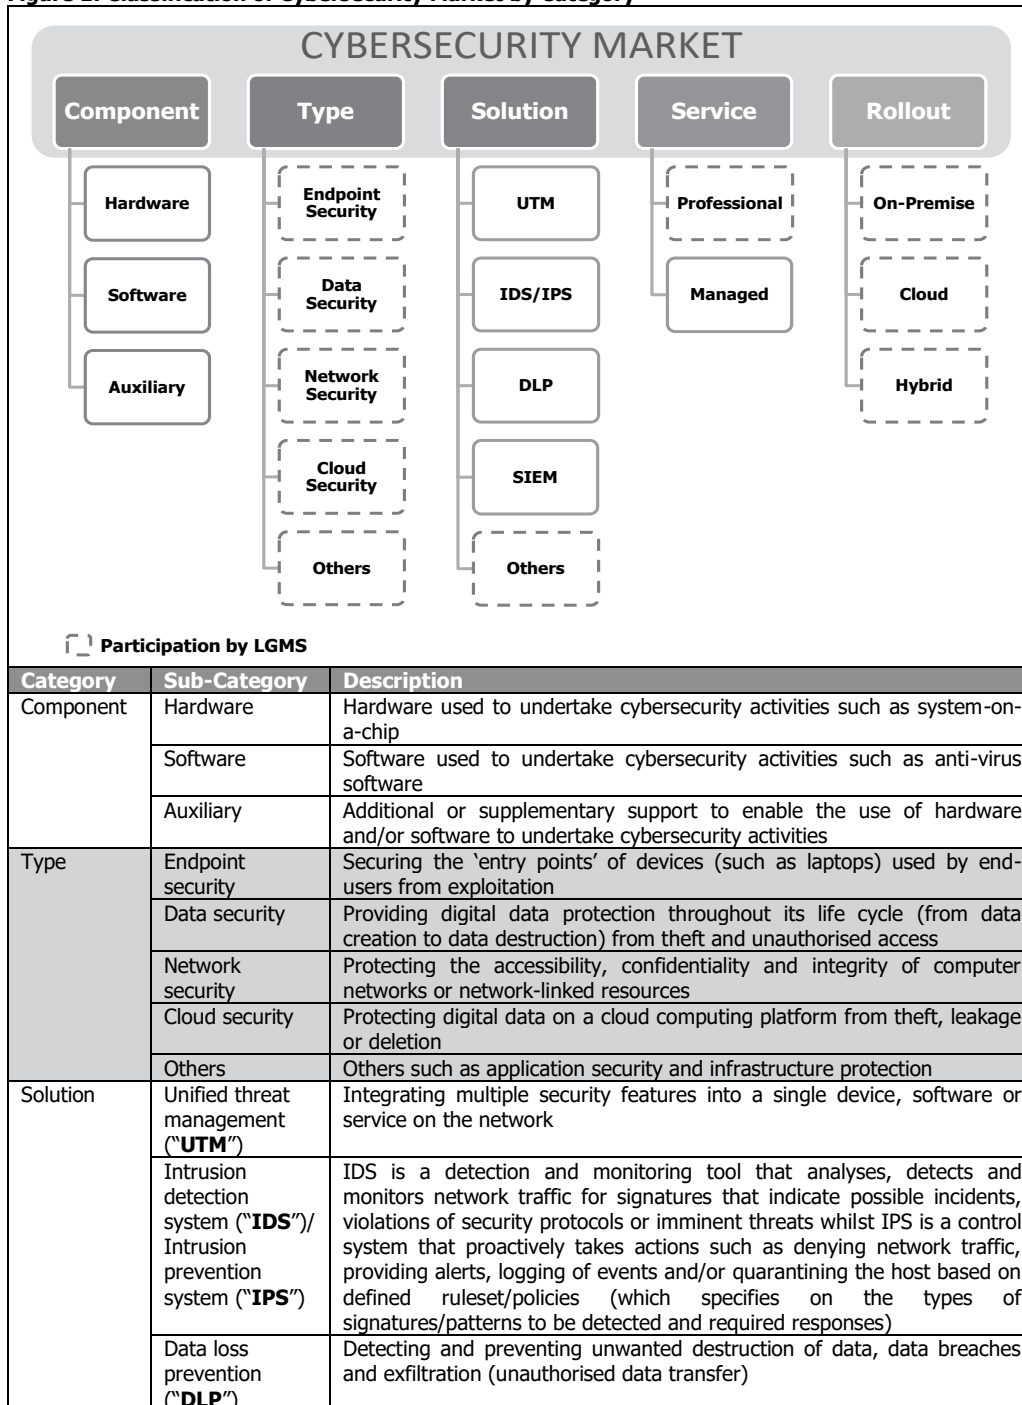 CYBERSECURITY MARKET
Component
Type
Solution
Service
Rollout
Hardware
Software
Auxiliary
Endpoint
Security
Data
Security
Network
Security
Cloud
Security
Others
UTM
IDS/IPS
DLP
SIEM
Others
Professional
Managed
On-Premise
Cloud
Hybrid
Participation by LGMS
Category Sub-Category Description
Component Hardware Hardware used to undertake cybersecurity activities such as system-on-
a-chip
Software Software used to undertake cybersecurity activities such as anti-virus
software
Auxiliary Additional or supplementary support to enable the use of hardware
and/or software to undertake cybersecurity activities
Type Endpoint Securing the ‘entry points’ of devices (such as laptops) used by end-
security users from exploitation
Data security Providing digital data protection throughout its life cycle (from data
creation to data destruction) from theft and unauthorised access
Network Protecting the accessibility, confidentiality and integrity of computer
security networks or network-linked resources
Cloud security Protecting digital data on a cloud computing platform from theft, leakage
or deletion
Others Others such as application security and infrastructure protection
Solution Unified threat Integrating multiple security features into a single device, software or
management service on the network
(“UTM”)
Intrusion IDS is a detection and monitoring tool that analyses, detects and
detection monitors network traffic for signatures that indicate possible incidents,
system (“IDS”)/ violations of security protocols or imminent threats whilst IPS is a control
Intrusion system that proactively takes actions such as denying network traffic,
prevention providing alerts, logging of events and/or quarantining the host based on
system (“IPS”) defined ruleset/policies (which specifies on the types of
signatures/patterns to be detected and required responses)
Data loss Detecting and preventing unwanted destruction of data, data breaches
prevention and exfiltration (unauthorised data transfer)
(“DLP”)